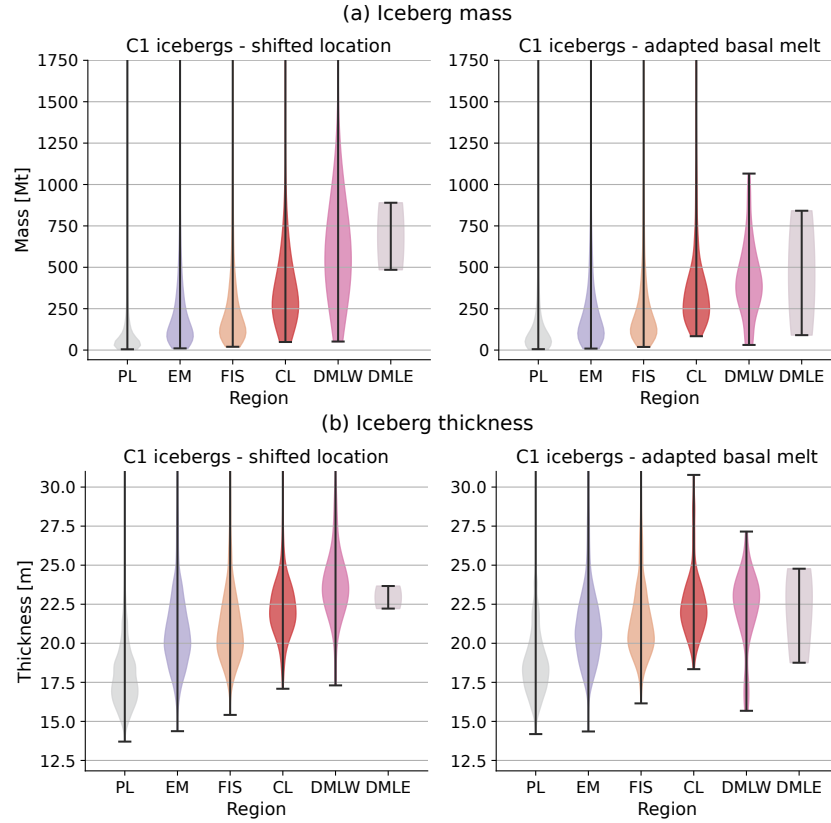 (a) Iceberg mass
C1 icebergs - shifted location
C1 icebergs - adapted basal melt
Mass [Mt]
1750
1500
1250
1000
750
500
250
0
PL EM FIS CL DMLW DMLE
Region
1750
1500
1250
1000
750
500
250
0
PL EM FIS CL DMLW DMLE
Region
(b) Iceberg thickness
C1 icebergs - shifted location
C1 icebergs - adapted basal melt
Thickness [m]
30.0
27.5
25.0
22.5
20.0
17.5
15.0
12.5
PL EM FIS CL DMLW DMLE
Region
30.0
27.5
25.0
22.5
20.0
17.5
15.0
12.5
PL EM FIS CL DMLW DMLE
Region